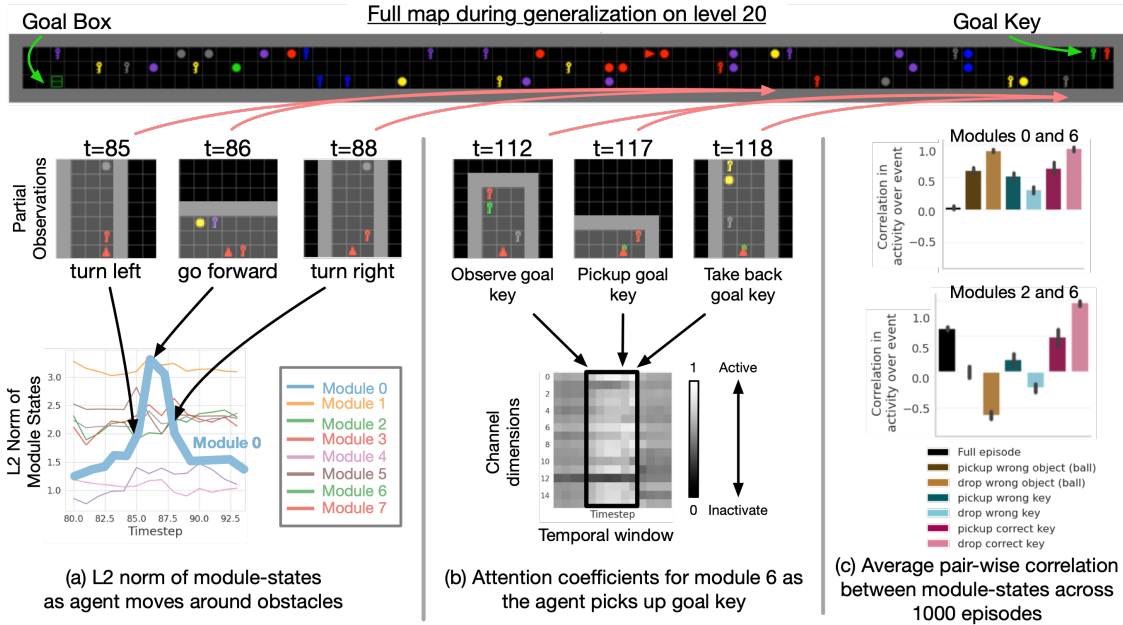 Full map during generalization on level 20
Goal Box
Goal Key
t=85
t=86
t=88
t=112
t=117
t=118
Partial
Observations
turn left
go forward
turn right
Observe goal
key
Pickup goal
key
Take back
goal key
L2 Norm of
Module States
3.0
2.5
2.0
1.5
1.0
80.0
82.5
85.0
87.5
90.0
92.5
Timestep
Module 0
Module 0
Module 1
Module 2
Module 3
Module 4
Module 5
Module 6
Module 7
(a) L2 norm of module-states
as agent moves around obstacles
Channel
dimensions
0
2
4
6
8
10
12
14
Timestep
Temporal window
1
0
Active
Inactivate
(b) Attention coefficients for module 6 as
the agent picks up goal key
Modules 0 and 6
Correlation in
activity over event
1.0
0.5
0.0
−0.5
Modules 2 and 6
Correlation in
activity over event
1.0
0.5
0.0
−0.5
Full episode
pickup wrong object (ball)
drop wrong object (ball)
pickup wrong key
drop wrong key
pickup correct key
drop correct key
(c) Average pair-wise correlation
between module-states across
1000 episodes